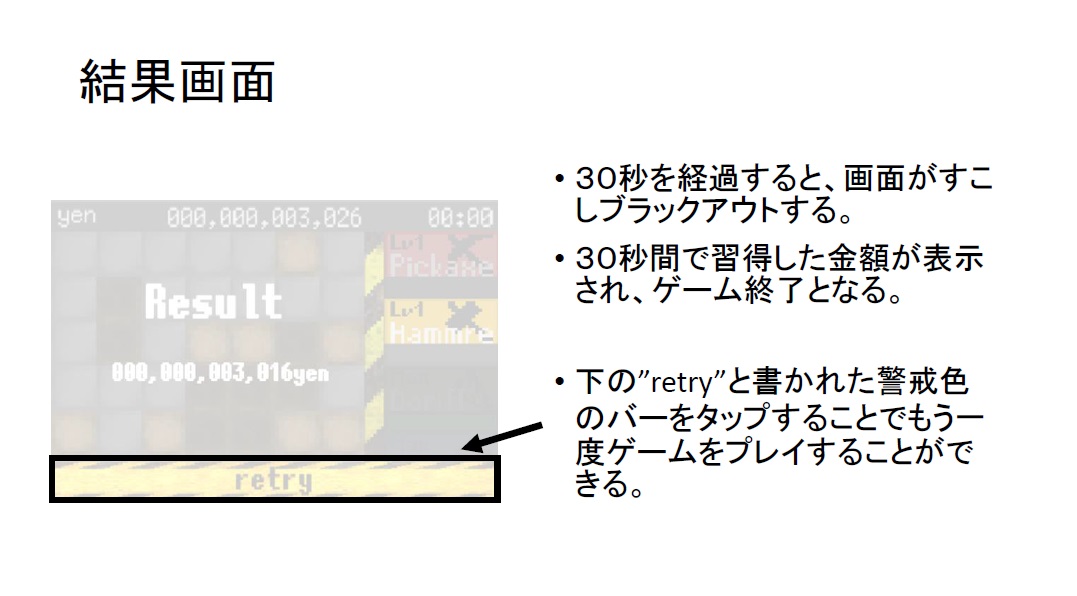 結果画面
yen 000,000,003,026 00:00
Lv1
Pickaxe
Result
Lv1
Hammre
000,000,003,016yen
retry
• 30秒を経過すると、画面がすこ
しブラックアウトする。
• 30秒間で習得した金額が表示
され、ゲーム終了となる。
• 下の”retry”と書かれた警戒色
のバーをタップすることでもう一
度ゲームをプレイすることがで
きる。